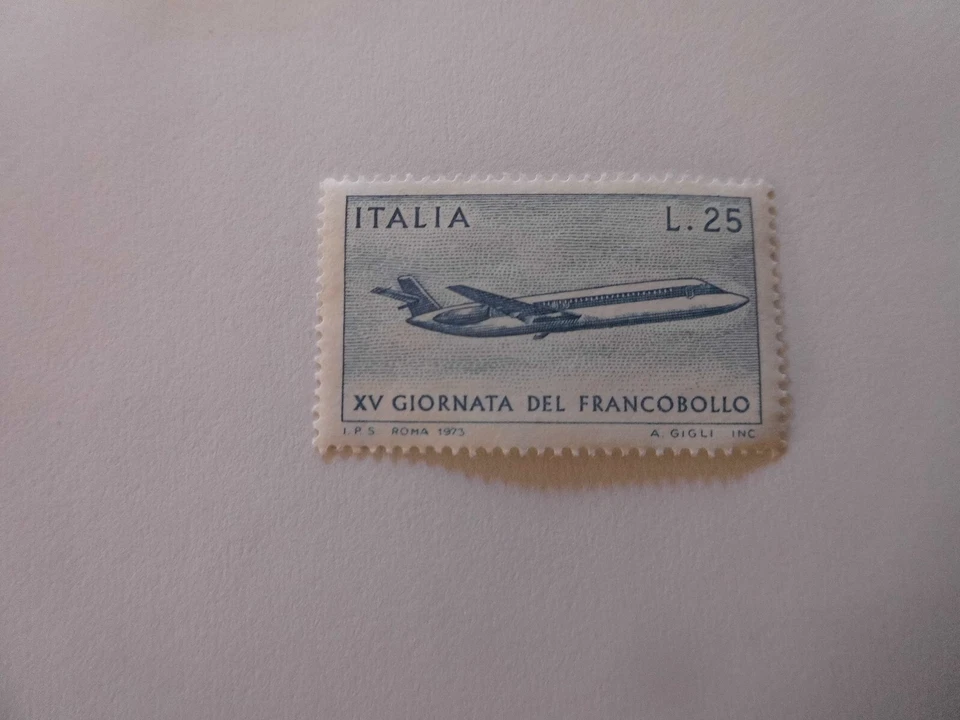 ITALIA L. 25
XV GIORNATA DEL FRANCOBOLLO
I.P.S ROMA 1973 A. GIGLI INC